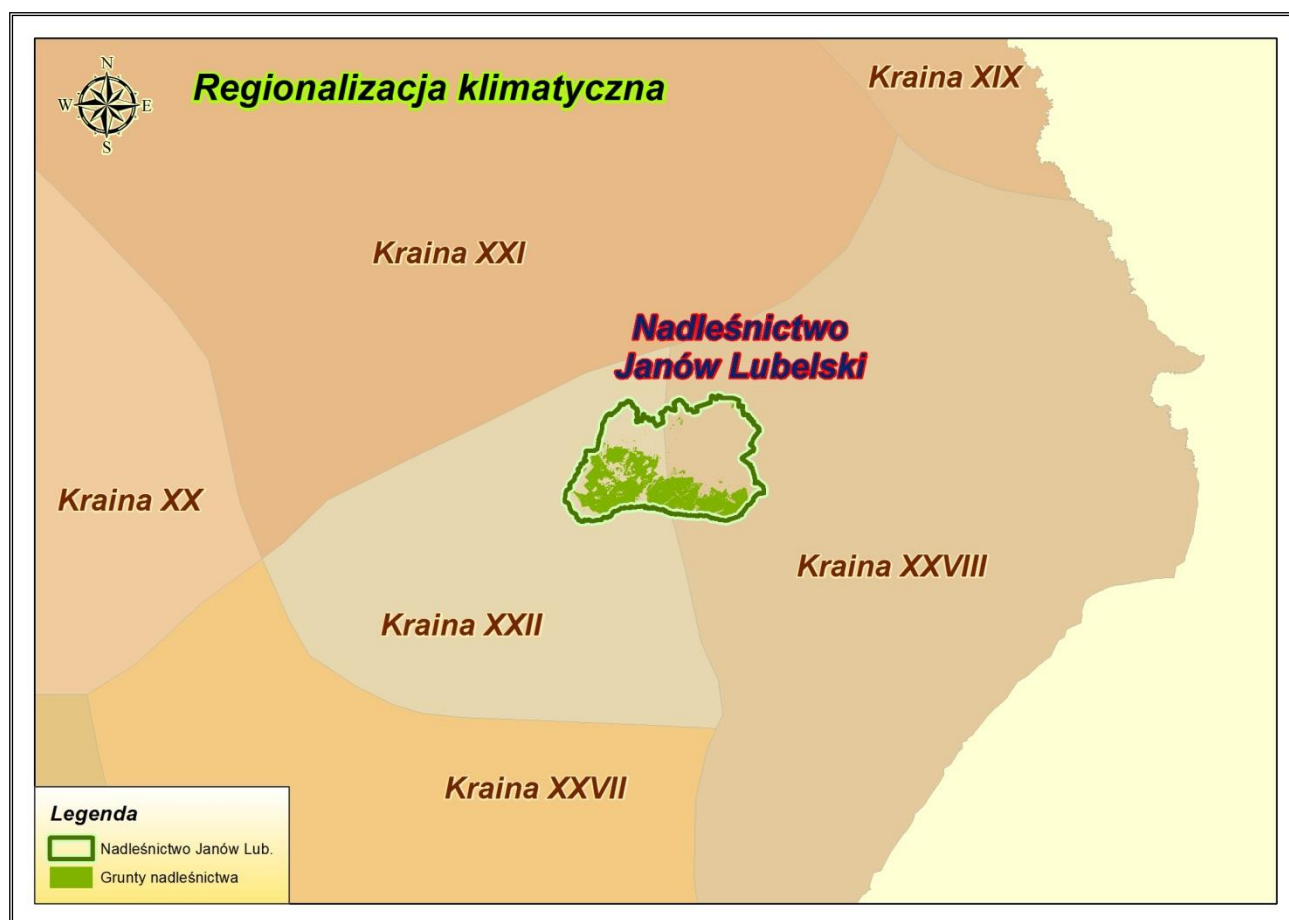 N
W E
S
Regionalizacja klimatyczna
Kraina XIX
Kraina XXI
Nadleśnictwo
Janów Lubelski
Kraina XX
Kraina XXVIII
Kraina XXII
Kraina XXVII
Legenda
Nadleśnictwo Janów Lub.
Grunty nadleśnictwa